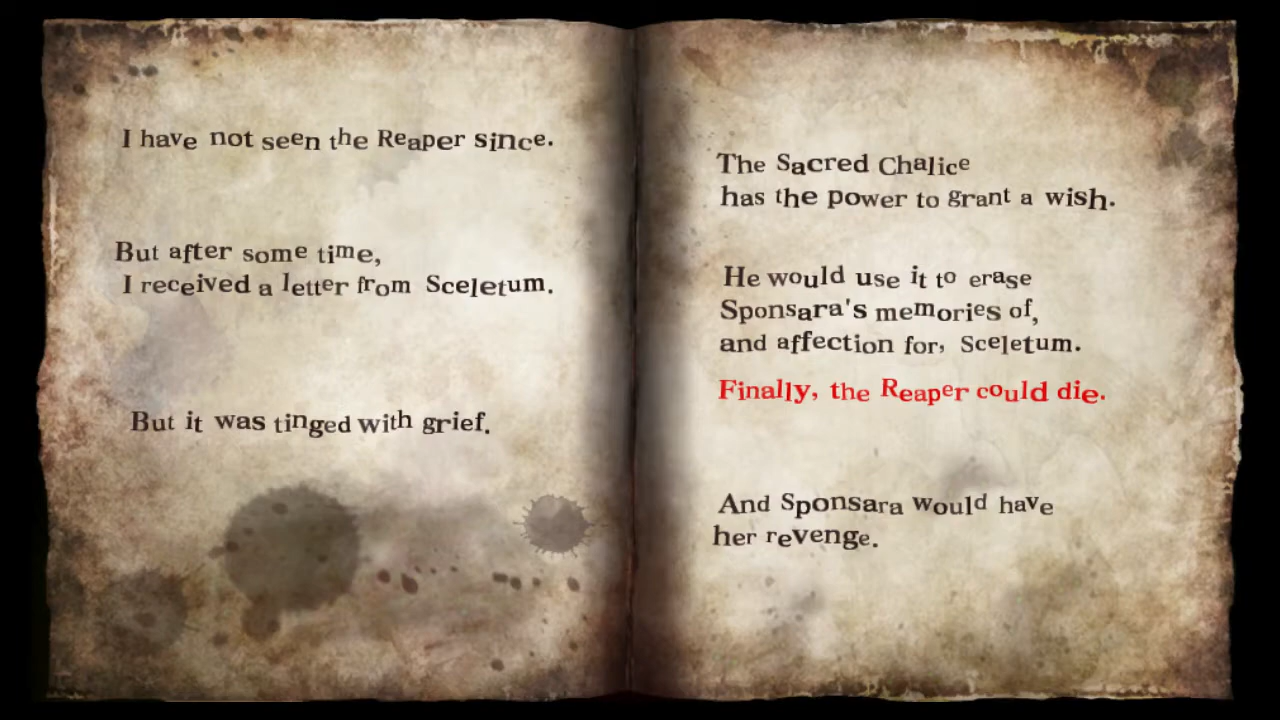 I have not seen the Reaper since.
But after some time,
I received a letter from Sceletum.
But it was tinged with grief.
The Sacred Chalice
has the power to grant a wish.
He would use it to erase
Sponsara's memories of,
and affection for, Sceletum.
Finally, the Reaper could die.
And Sponsara would have
her revenge.